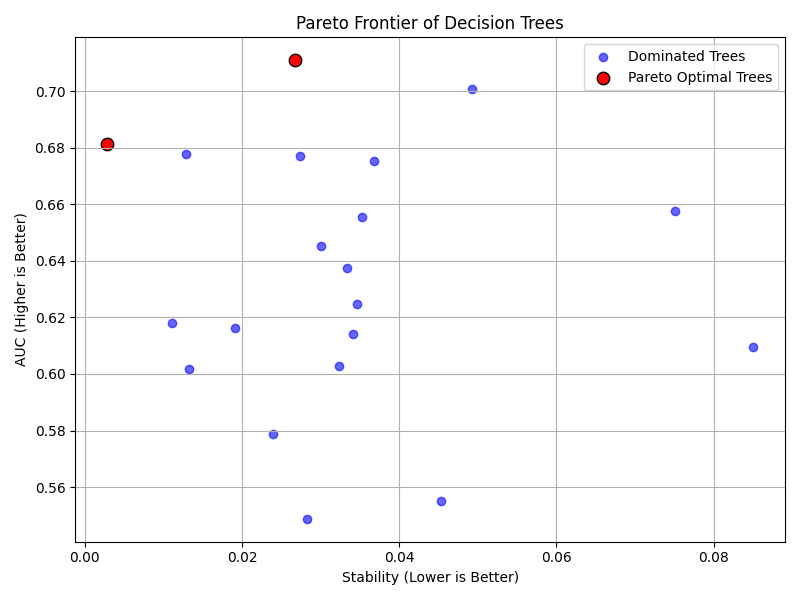 Pareto Frontier of Decision Trees
Dominated Trees
Pareto Optimal Trees
AUC (Higher is Better)
0.70
0.68
0.66
0.64
0.62
0.60
0.58
0.56
0.00 0.02 0.04 0.06 0.08
Stability (Lower is Better)